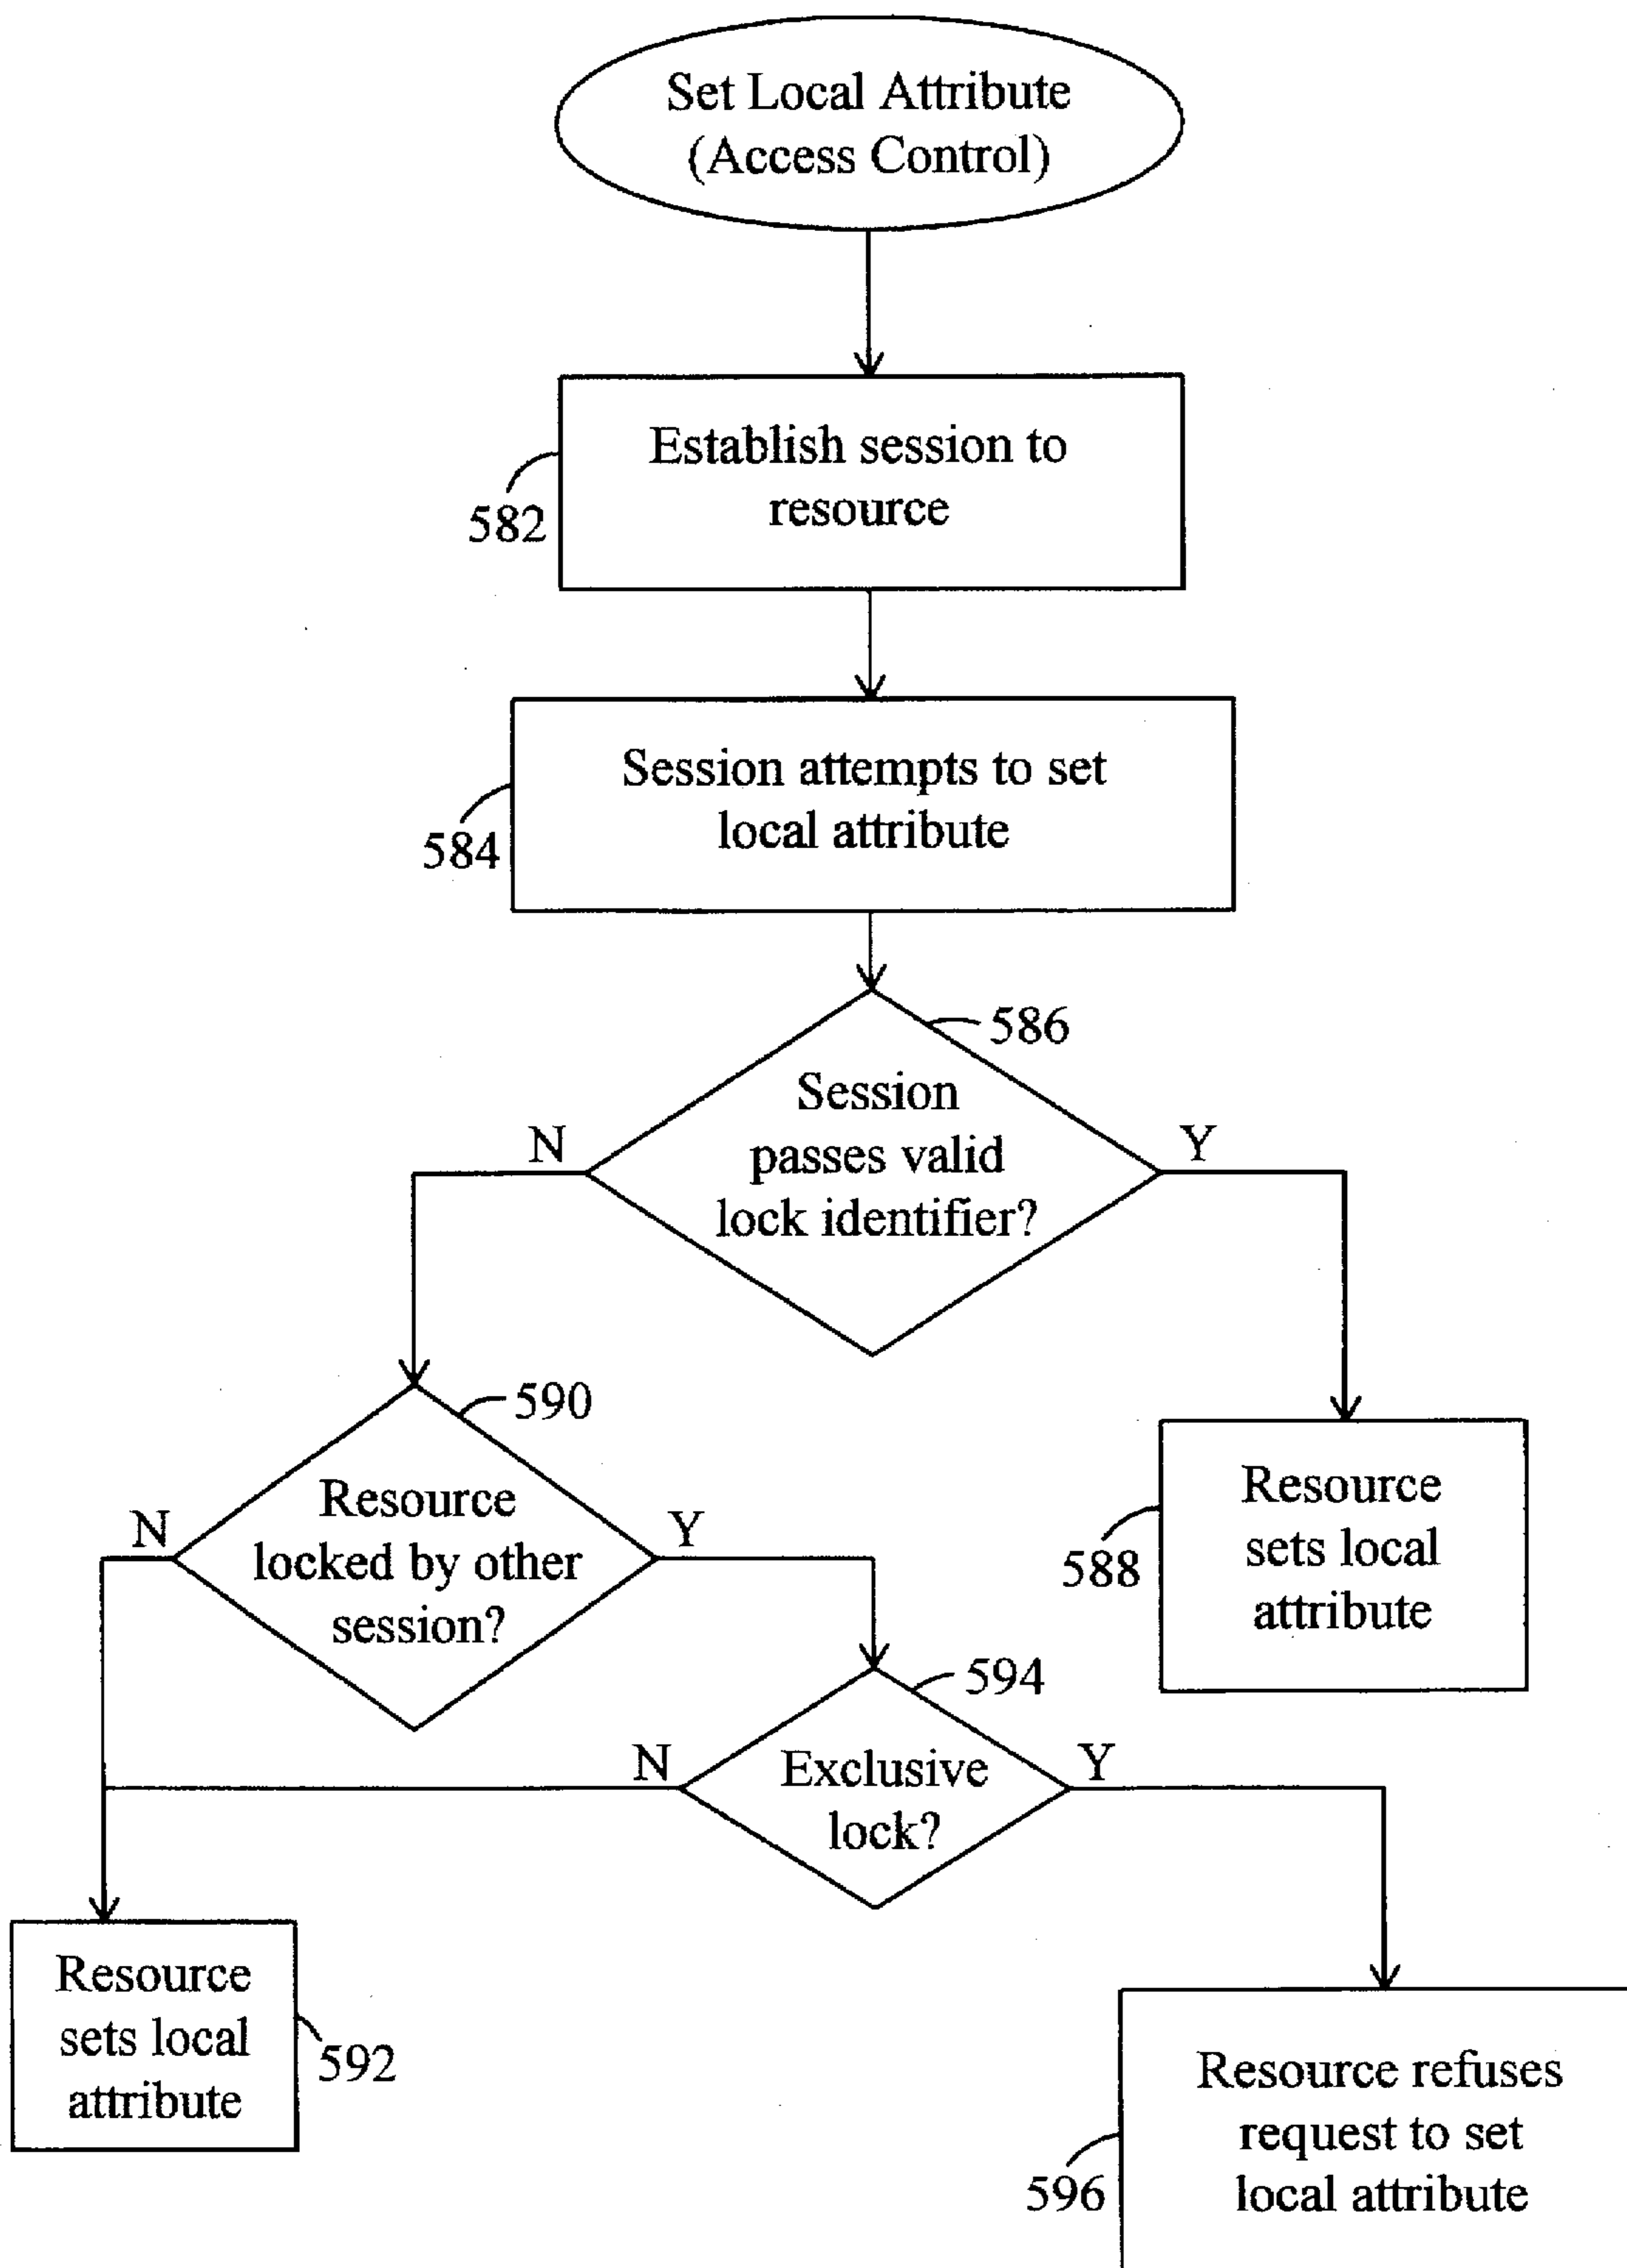 Set Local Attribute
(Access Control)
Establish session to
resource
582
Session attempts to set
local attribute
584
586
Session
passes valid
lock identifier?
N
Y
590
Resource
locked by other
session?
N
Y
Resource
sets local
attribute
588
594
Exclusive
lock?
N
Y
Resource
sets local
attribute
592
Resource refuses
request to set
local attribute
596